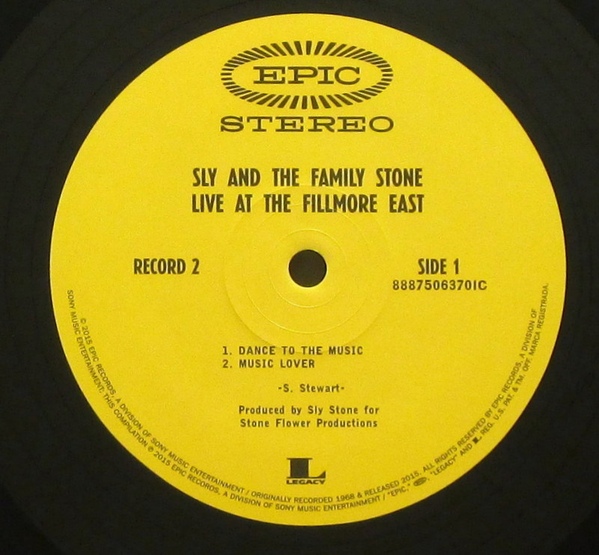 EPIC
STEREO
SLY AND THE FAMILY STONE
LIVE AT THE FILLMORE EAST
RECORD 2
SIDE 1
88875063701C
1. DANCE TO THE MUSIC
2. MUSIC LOVER
-S. Stewart-
Produced by Sly Stone for
Stone Flower Productions
L
LEGACY
℗ 2015 EPIC RECORDS, A DIVISION OF SONY MUSIC ENTERTAINMENT / ORIGINALLY RECORDED 1968 & RELEASED 2015. ALL RIGHTS RESERVED BY EPIC RECORDS, A DIVISION OF
SONY MUSIC ENTERTAINMENT; THIS COMPILATION ℗ 2015 EPIC RECORDS, A DIVISION OF SONY MUSIC ENTERTAINMENT / "EPIC," EPIC, "LEGACY" AND L REG. U.S. PAT. & TM. OFF. MARCA REGISTRADA.